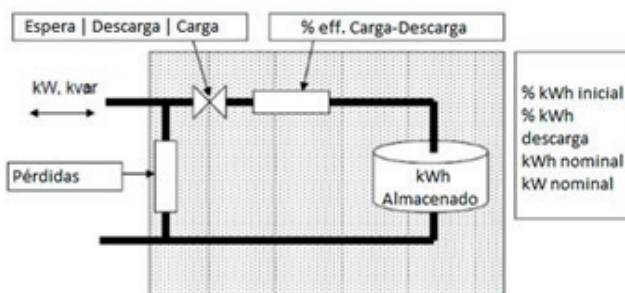 Espera | Descarga | Carga
% eff. Carga-Descarga
kW, kvar
Pérdidas
kWh
Almacenado
% kWh inicial
% kWh
descarga
kWh nominal
kW nominal